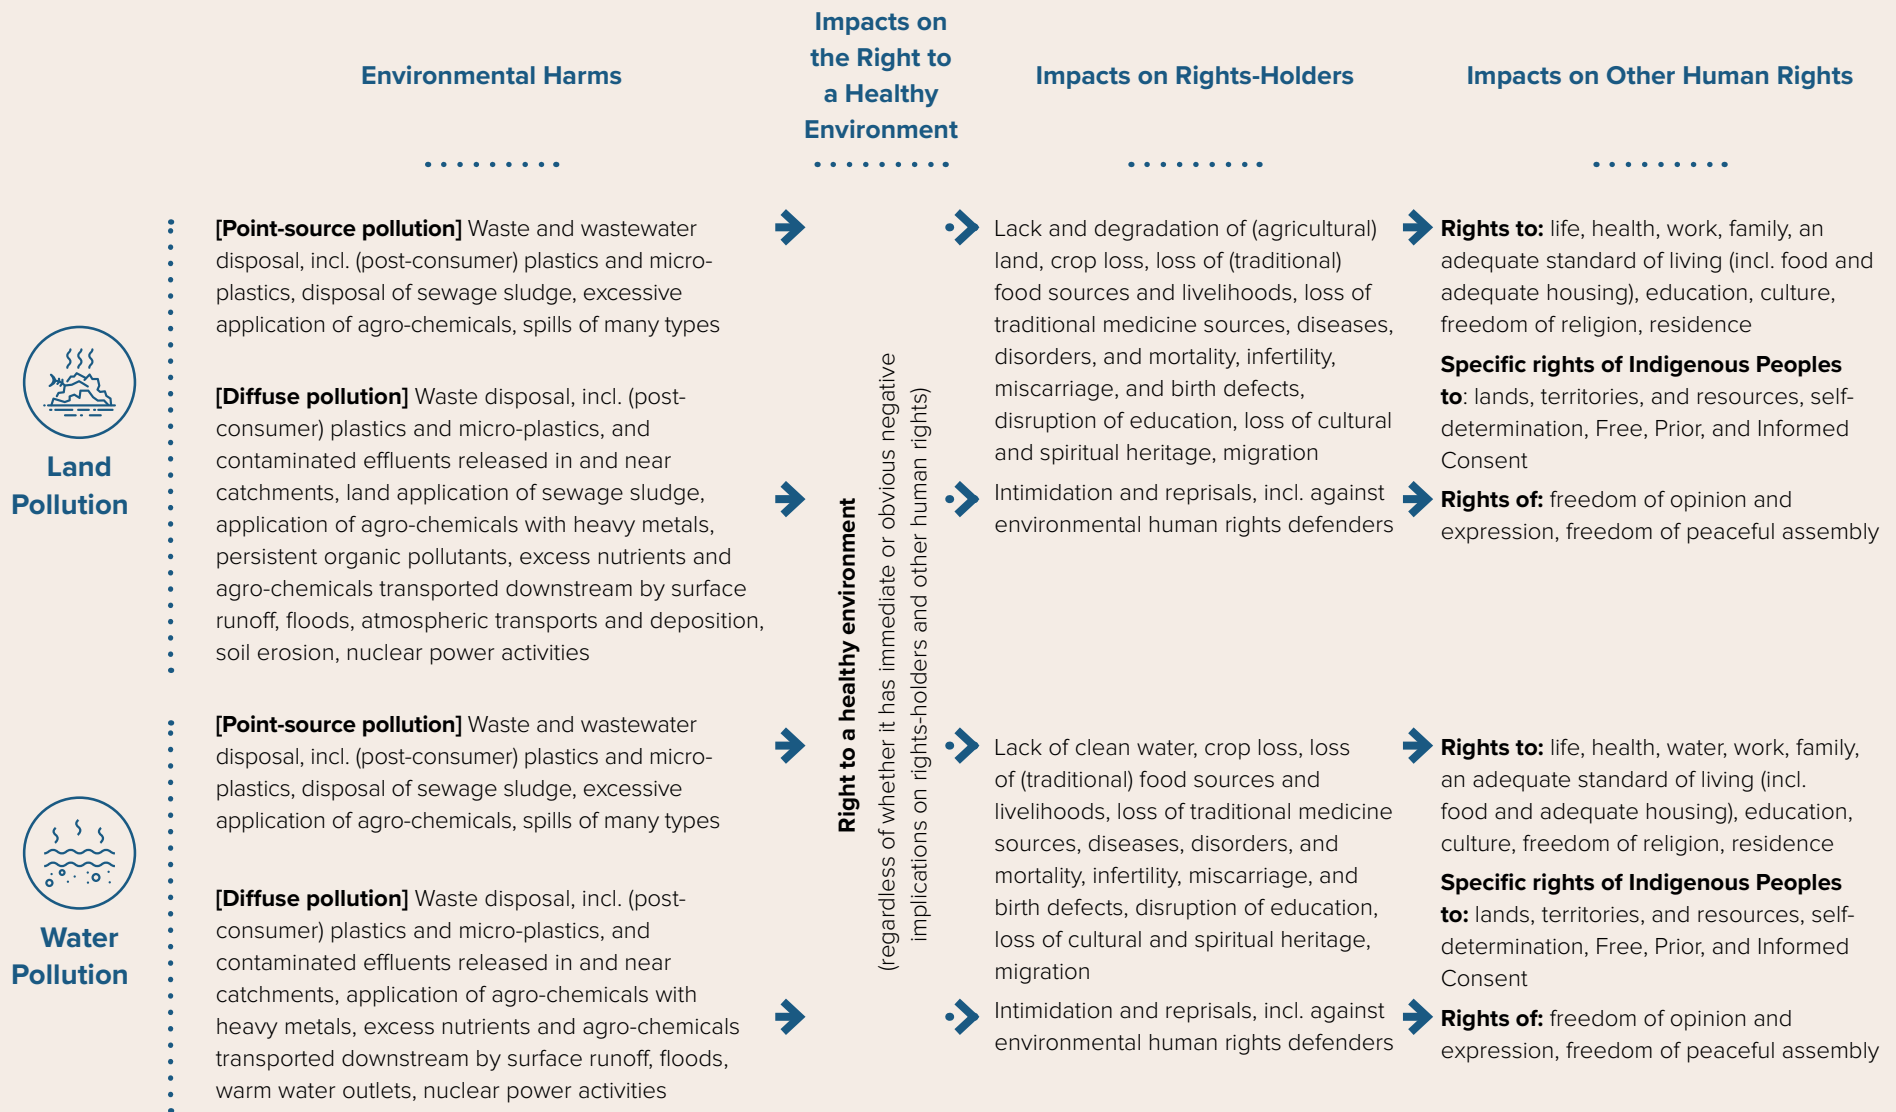 Environmental Harms
Impacts on
the Right to
a Healthy
Environment
Impacts on Rights-Holders
Impacts on Other Human Rights
Land
Pollution
[Point-source pollution] Waste and wastewater
disposal, incl. (post-consumer) plastics and micro-
plastics, disposal of sewage sludge, excessive
application of agro-chemicals, spills of many types
[Diffuse pollution] Waste disposal, incl. (post-
consumer) plastics and micro-plastics, and
contaminated effluents released in and near
catchments, land application of sewage sludge,
application of agro-chemicals with heavy metals,
persistent organic pollutants, excess nutrients and
agro-chemicals transported downstream by surface
runoff, floods, atmospheric transports and deposition,
soil erosion, nuclear power activities
Right to a healthy environment
(regardless of whether it has immediate or obvious negative
implications on rights-holders and other human rights)
Lack and degradation of (agricultural)
land, crop loss, loss of (traditional)
food sources and livelihoods, loss of
traditional medicine sources, diseases,
disorders, and mortality, infertility,
miscarriage, and birth defects,
disruption of education, loss of cultural
and spiritual heritage, migration
Intimidation and reprisals, incl. against
environmental human rights defenders
Rights to: life, health, work, family, an
adequate standard of living (incl. food and
adequate housing), education, culture,
freedom of religion, residence
Specific rights of Indigenous Peoples
to: lands, territories, and resources, self-
determination, Free, Prior, and Informed
Consent
Rights of: freedom of opinion and
expression, freedom of peaceful assembly
Water
Pollution
[Point-source pollution] Waste and wastewater
disposal, incl. (post-consumer) plastics and micro-
plastics, disposal of sewage sludge, excessive
application of agro-chemicals, spills of many types
[Diffuse pollution] Waste disposal, incl. (post-
consumer) plastics and micro-plastics, and
contaminated effluents released in and near
catchments, application of agro-chemicals with
heavy metals, excess nutrients and agro-chemicals
transported downstream by surface runoff, floods,
warm water outlets, nuclear power activities
Lack of clean water, crop loss, loss
of (traditional) food sources and
livelihoods, loss of traditional medicine
sources, diseases, disorders, and
mortality, infertility, miscarriage, and
birth defects, disruption of education,
loss of cultural and spiritual heritage,
migration
Intimidation and reprisals, incl. against
environmental human rights defenders
Rights to: life, health, water, work, family,
an adequate standard of living (incl.
food and adequate housing), education,
culture, freedom of religion, residence
Specific rights of Indigenous Peoples
to: lands, territories, and resources, self-
determination, Free, Prior, and Informed
Consent
Rights of: freedom of opinion and
expression, freedom of peaceful assembly